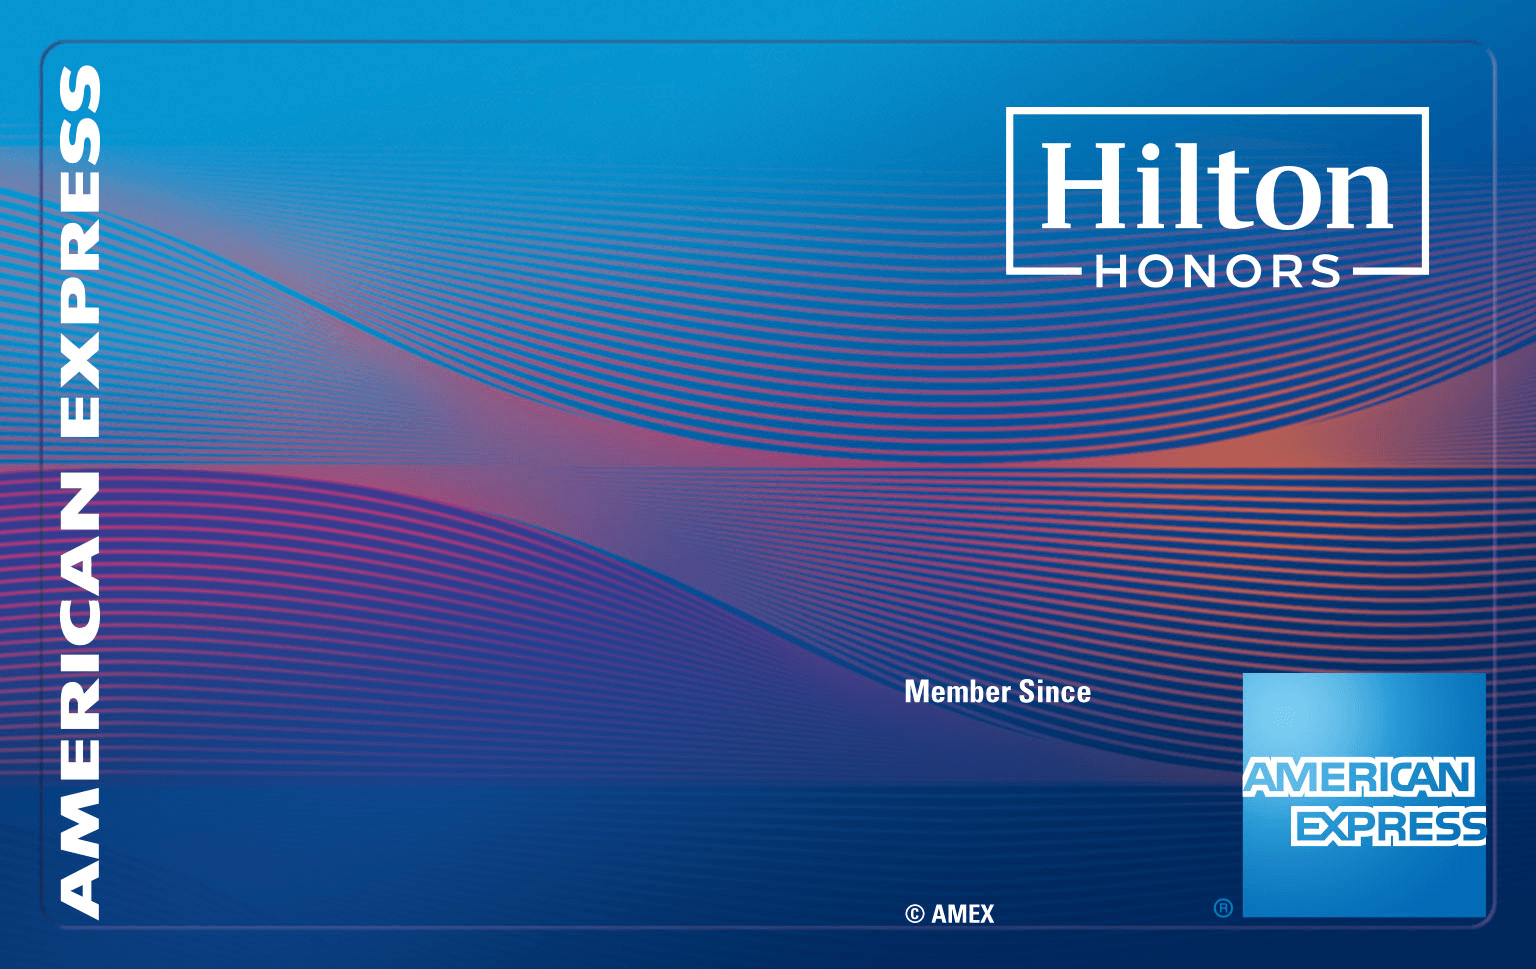 AMERICAN EXPRESS
Hilton
HONORS
Member Since
AMERICAN
EXPRESS
© AMEX
®